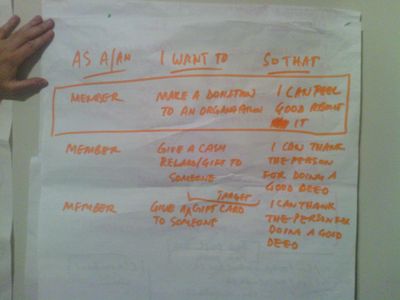 AS A/AN I WANT TO SO THAT
MEMBER MAKE A DONATION I CAN FEEL
TO AN ORGANIZATION GOOD ABOUT
IT
MEMBER GIVE A CASH I CAN THANK
REWARD/GIFT TO THE PERSON
SOMEONE FOR DOING A
GOOD DEED
TARGET
MEMBER GIVE A GIFT CARD I CAN THANK
TO SOMEONE THE PERSON FOR
DOING A GOOD
DEED